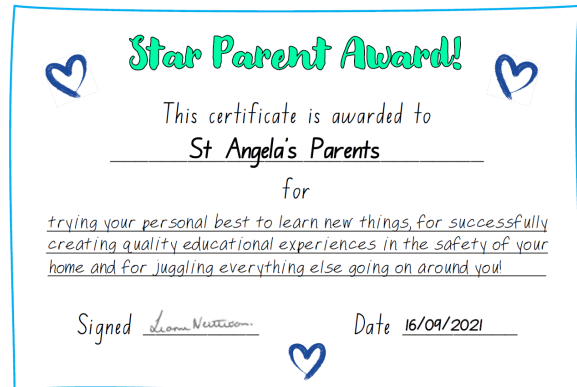 Star Parent Award!
This certificate is awarded to
St Angela's Parents
for
trying your personal best to learn new things, for successfully
creating quality educational experiences in the safety of your
home and for juggling everything else going on around you!
Signed Leanne
Date 16/09/2021